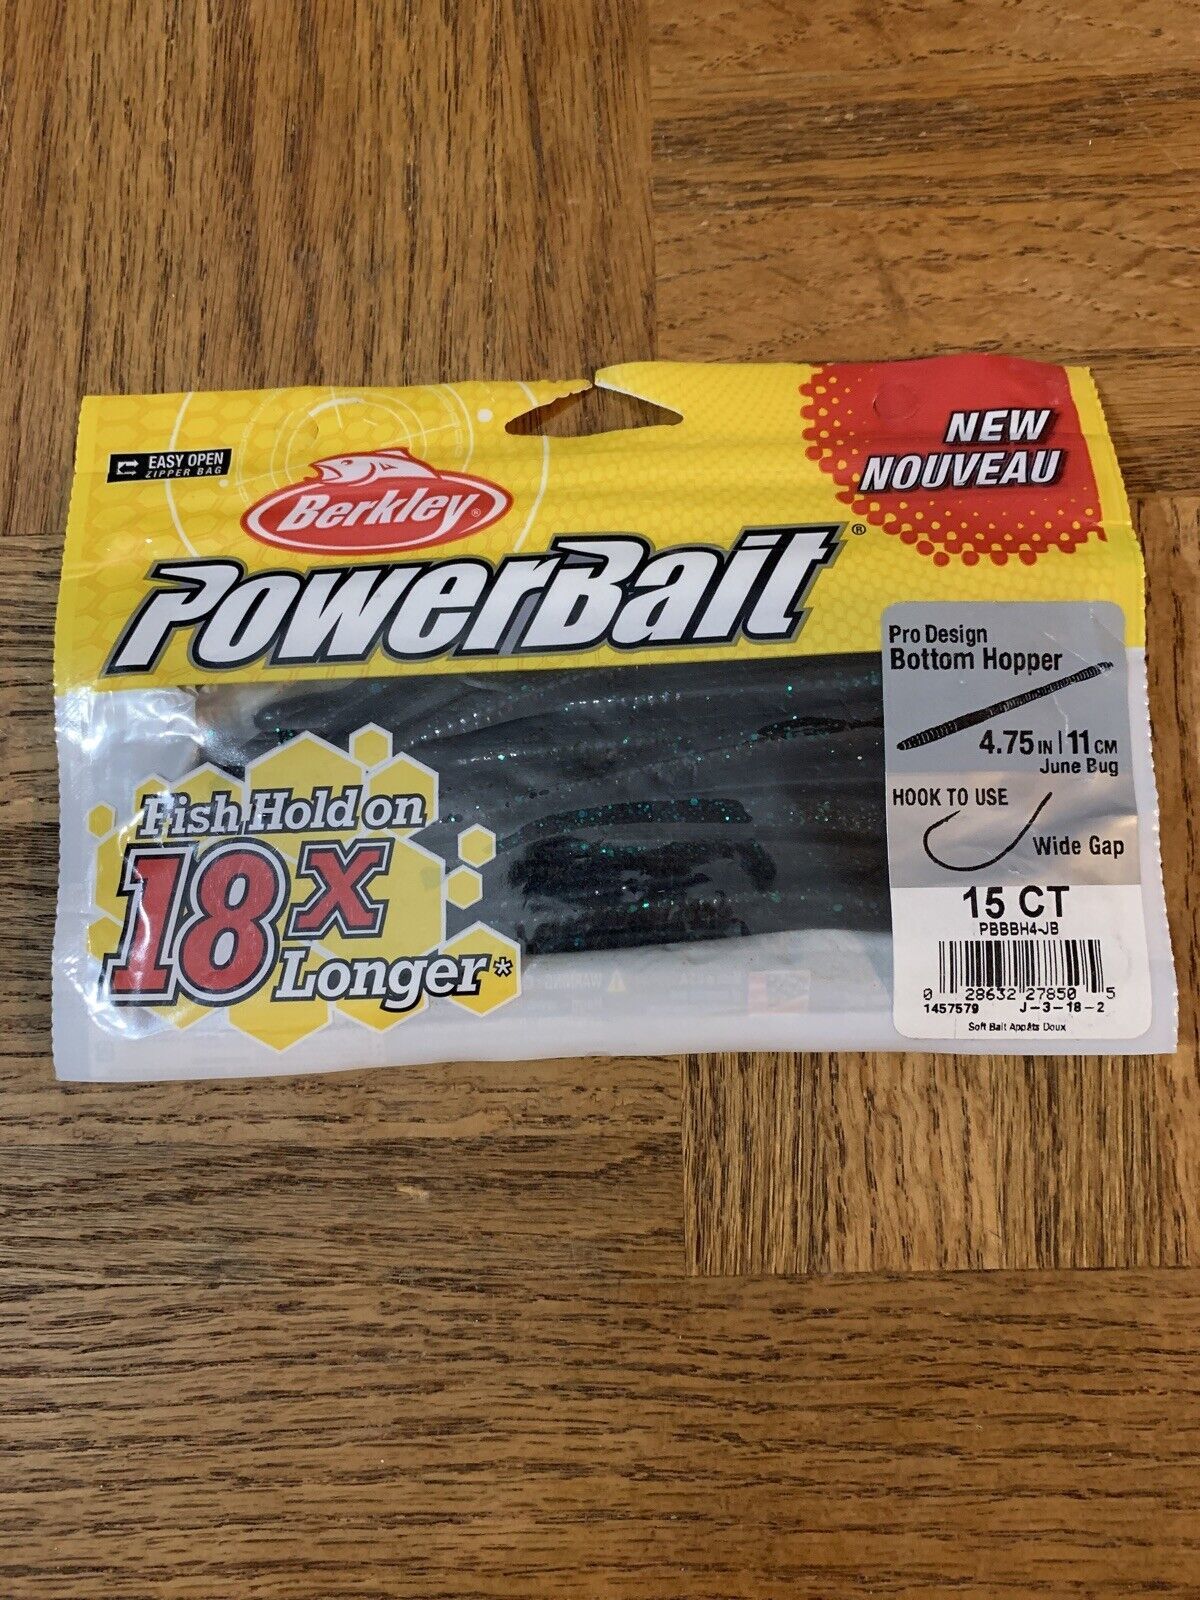 EASY OPEN
ZIPPER BAG
Berkley®
PowerBait®
NEW
NOUVEAU
Fish Hold on
18x
Longer*
Pro Design
Bottom Hopper
4.75 IN | 11 CM
June Bug
HOOK TO USE
Wide Gap
15 CT
PBBBH4-JB
0 28632 27850 5
1457579 J-3-18-2
Soft Bait Appâts Doux